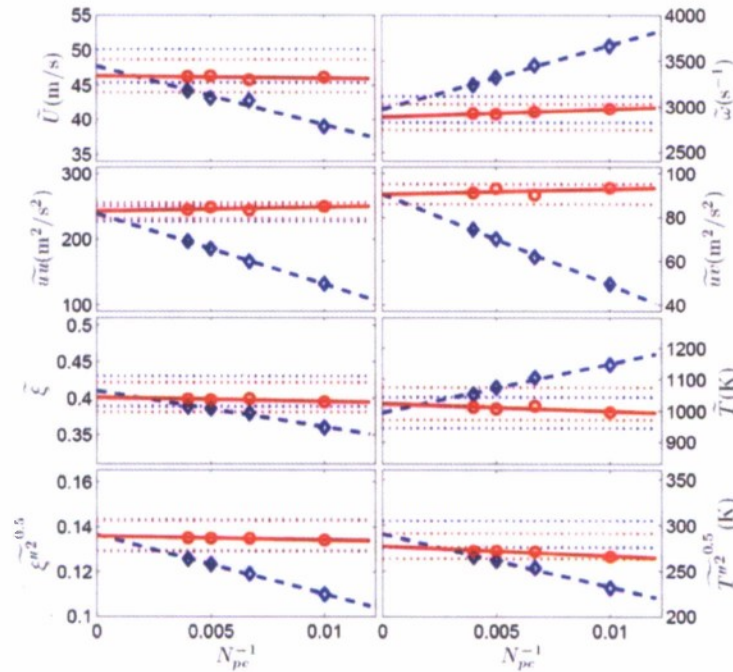 55
50
45
40
35
Ũ(m/s)
4000
3500
3000
2500
ω̃(s⁻¹)
300
200
100
uu(m²/s²)
100
80
60
40
uv(m²/s²)
0.5
0.45
0.4
0.35
ξ̃
1200
1100
1000
900
T̃(K)
0.16
0.14
0.12
0.1
ξ''²^0.5
350
300
250
200
T''²^0.5 (K)
0 0.005 0.01
N_pc⁻¹
0 0.005 0.01
N_pc⁻¹